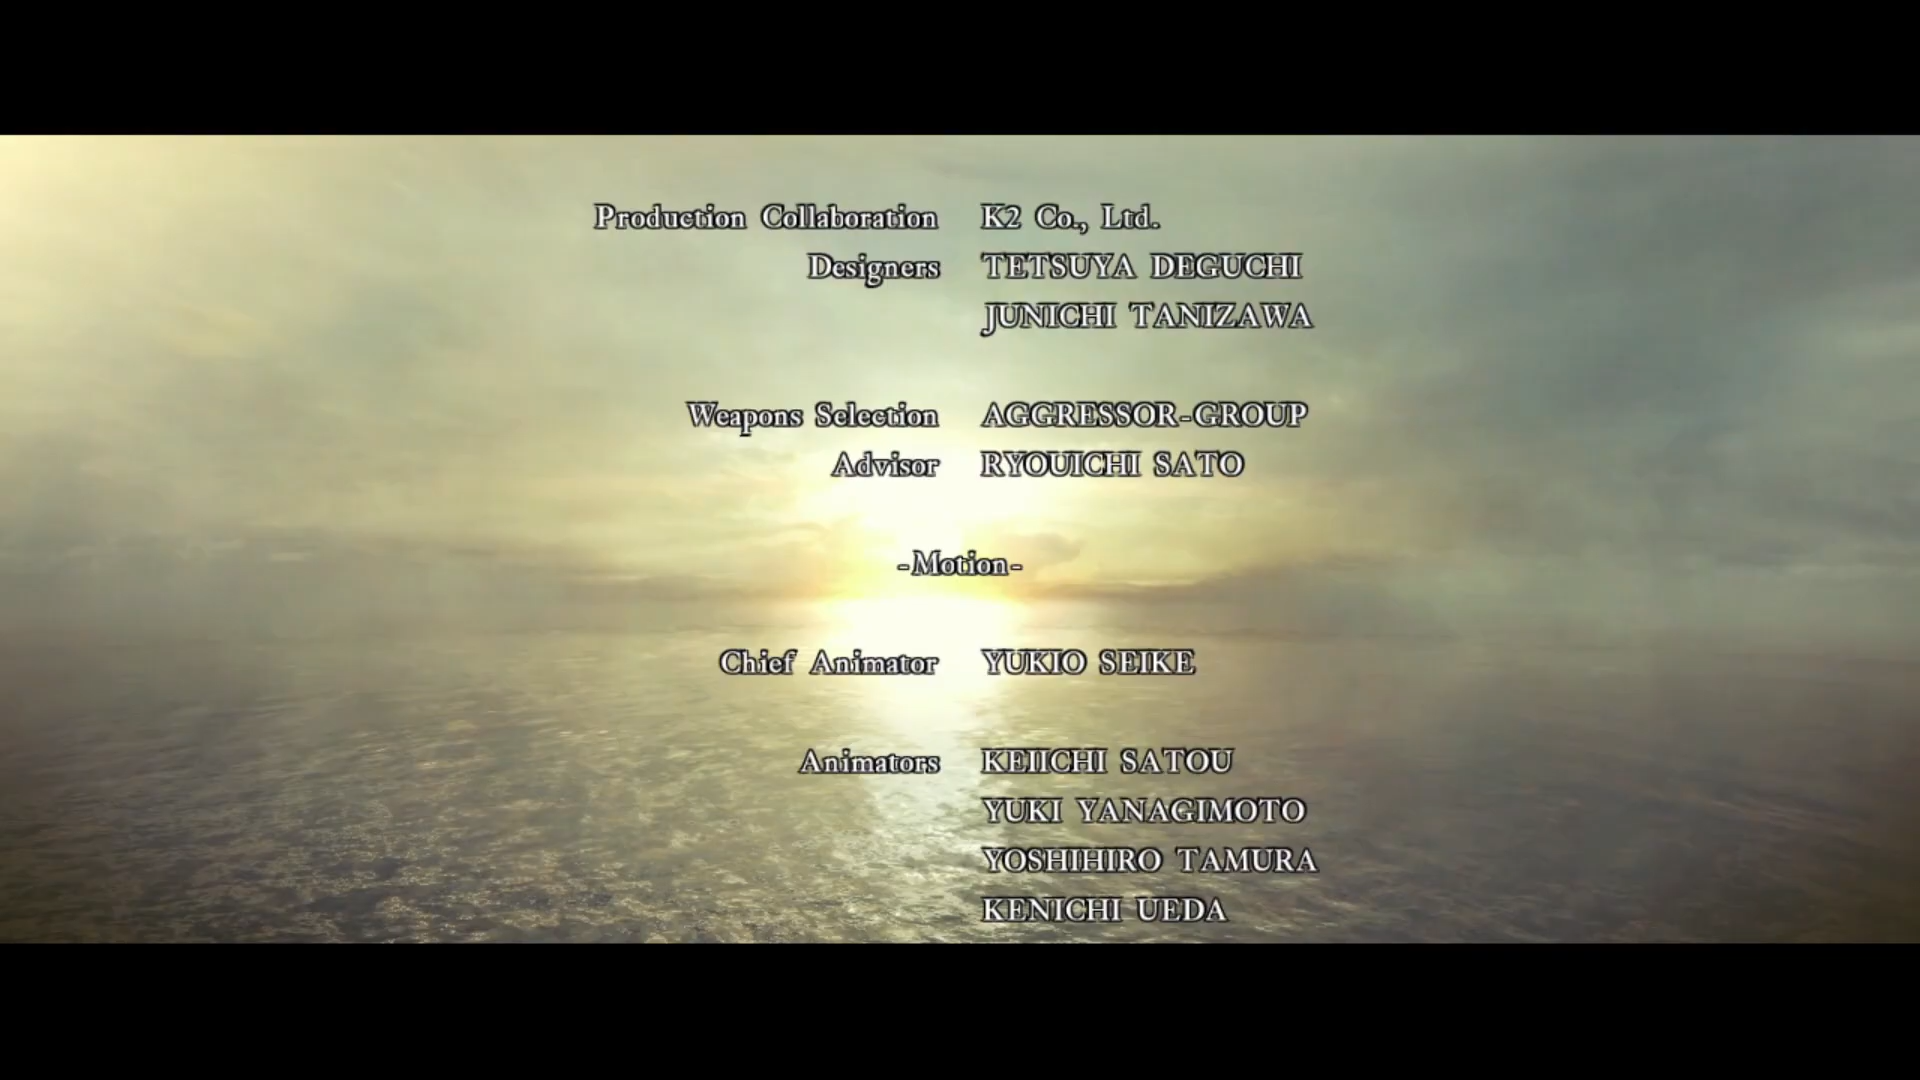 Production Collaboration K2 Co., Ltd.
Designers TETSUYA DEGUCHI
JUNICHI TANIZAWA
Weapons Selection AGGRESSOR-GROUP
Advisor RYOUICHI SATO
-Motion-
Chief Animator YUKIO SEIKE
Animators KEIICHI SATOU
YUKI YANAGIMOTO
YOSHIHIRO TAMURA
KENICHI UEDA